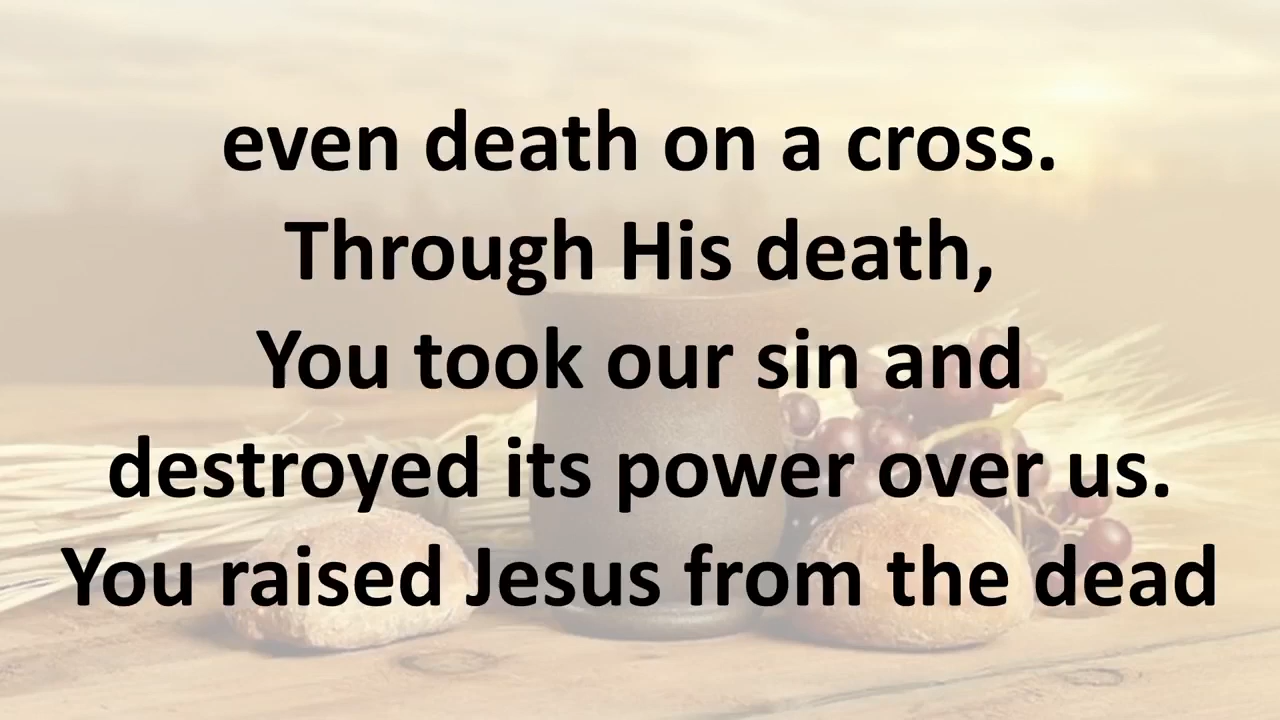 even death on a cross.
Through His death,
You took our sin and
destroyed its power over us.
You raised Jesus from the dead